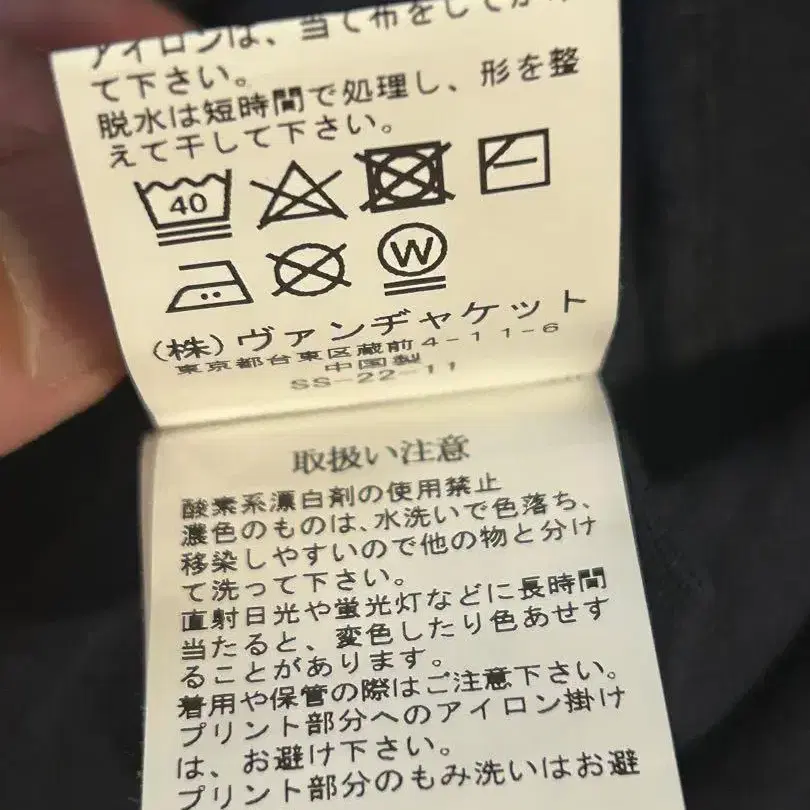 アイロンは、当て布をしてか
て下さい。
脱水は短時間で処理し、形を整
えて干して下さい。
40
W
(株)ヴァンヂャケット
東京都台東区蔵前4-11-6
中国製
SS-22-11
取扱い注意
酸素系漂白剤の使用禁止
濃色のものは、水洗いで色落ち、
移染しやすいので他の物と分け
て洗って下さい。
直射日光や蛍光灯などに長時間
当たると、変色したり色あせす
ることがあります。
着用や保管の際はご注意下さい。
プリント部分へのアイロン掛け
は、お避け下さい。
プリント部分のもみ洗いはお避